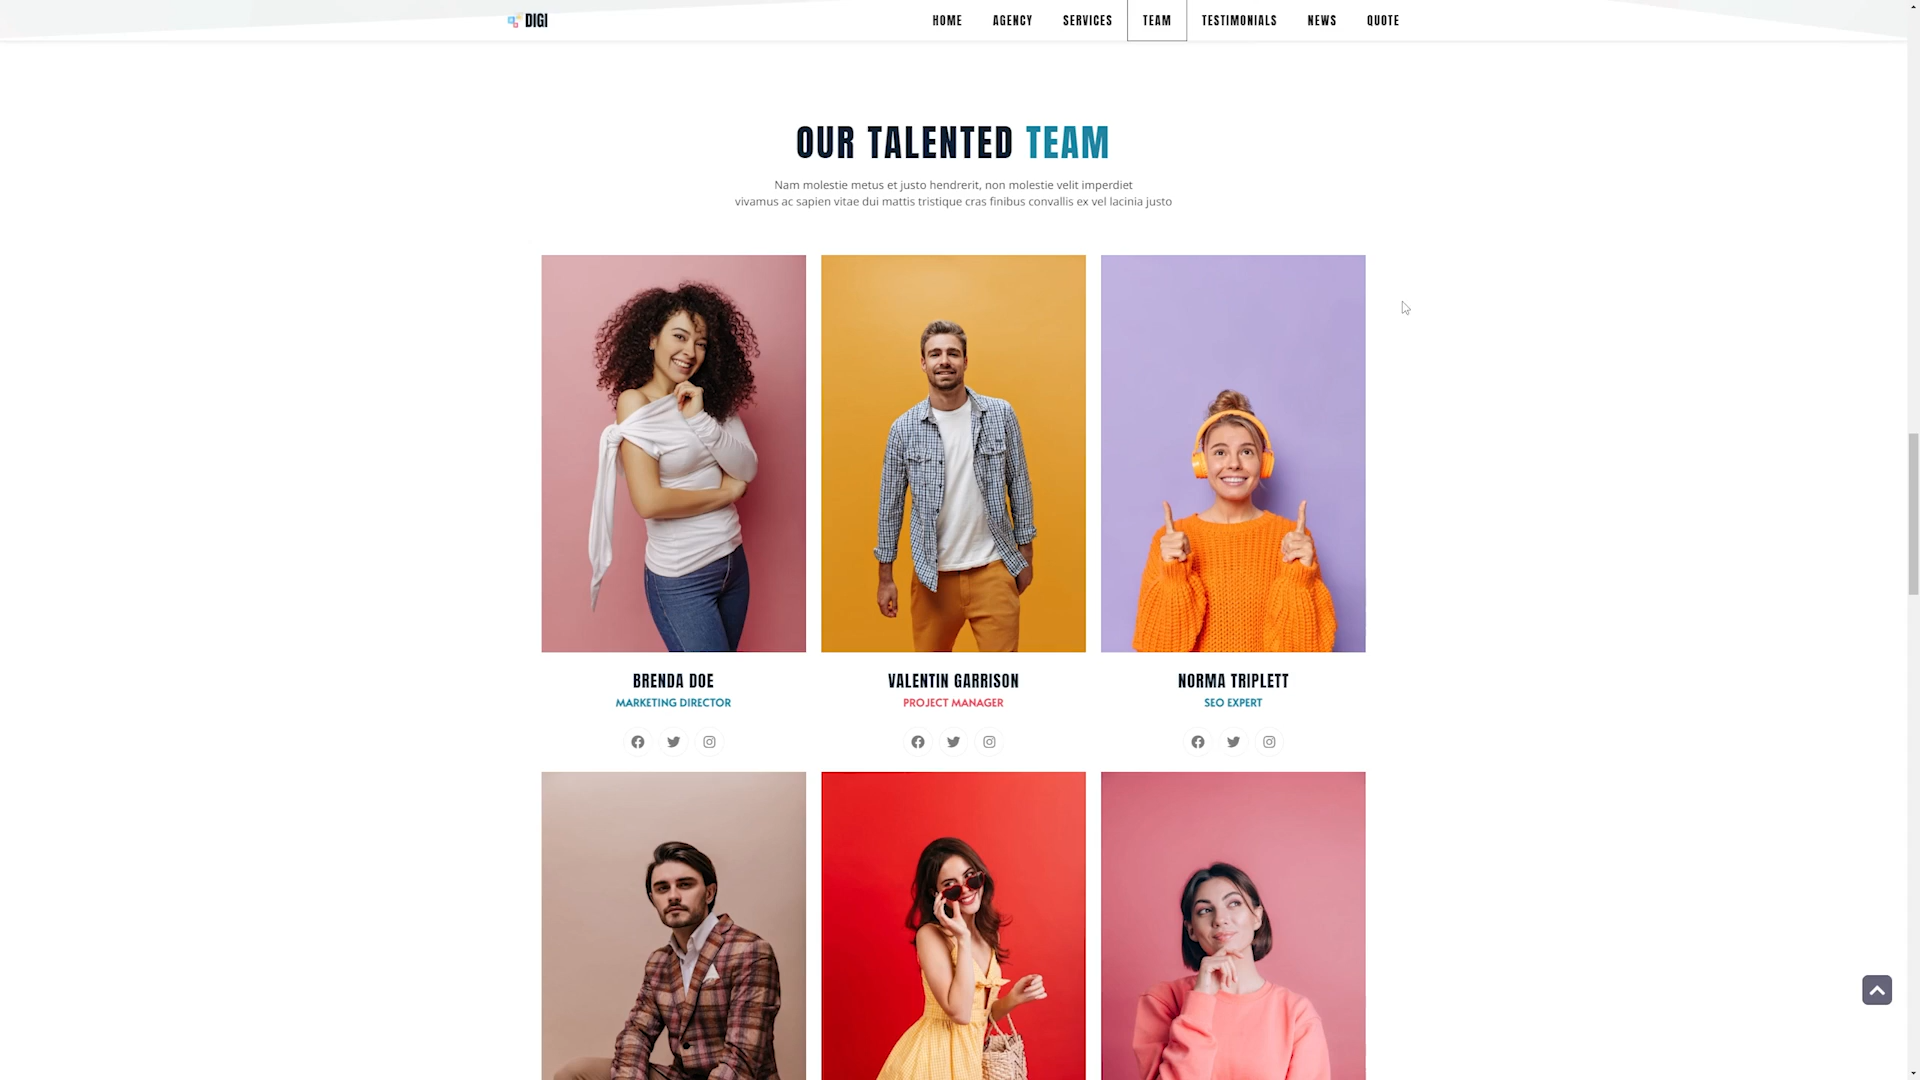 DIGI
HOME AGENCY SERVICES TEAM TESTIMONIALS NEWS QUOTE
OUR TALENTED TEAM
Nam molestie metus et justo hendrerit, non molestie velit imperdiet
vivamus ac sapien vitae dui mattis tristique cras finibus convallis ex vel lacinia justo
BRENDA DOE
MARKETING DIRECTOR
VALENTIN GARRISON
PROJECT MANAGER
NORMA TRIPLETT
SEO EXPERT